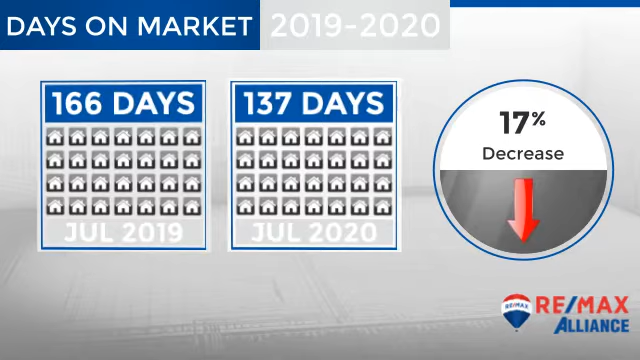 DAYS ON MARKET 2019-2020
166 DAYS
JUL 2019
137 DAYS
JUL 2020
17%
Decrease
RE/MAX
RE/MAX
ALLIANCE